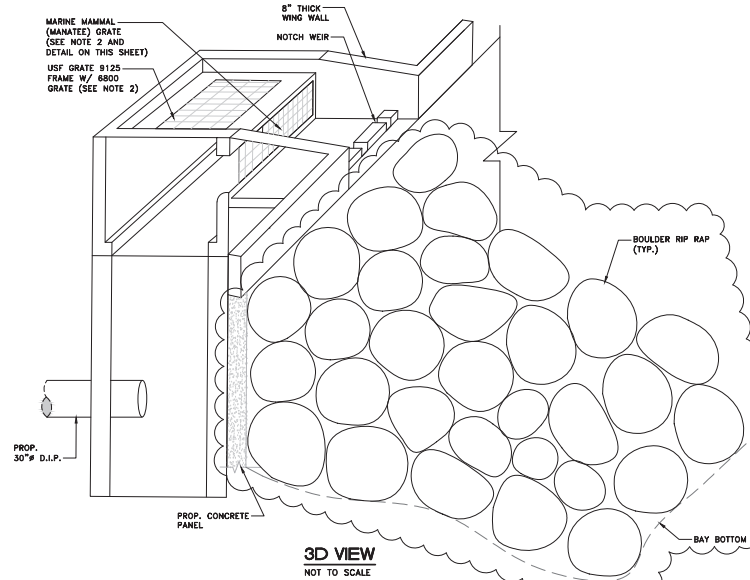 MARINE MAMMAL
(MANATEE) GRATE
(SEE NOTE 2 AND
DETAIL ON THIS SHEET)
USF GRATE 9125
FRAME W/ 6800
GRATE (SEE NOTE 2)
8" THICK
WING WALL
NOTCH WEIR
BOULDER RIP RAP
(TYP.)
PROP.
30"ø D.I.P.
PROP. CONCRETE
PANEL
BAY BOTTOM
3D VIEW
NOT TO SCALE